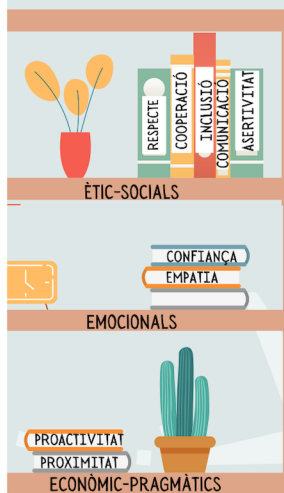 RESPECTE
COOPERACIÓ
INCLUSIÓ
COMUNICACIÓ
ASERTIVITAT
ÈTIC-SOCIALS
CONFIANÇA
EMPATIA
EMOCIONALS
PROACTIVITAT
PROXIMITAT
ECONÒMIC-PRAGMÀTICS